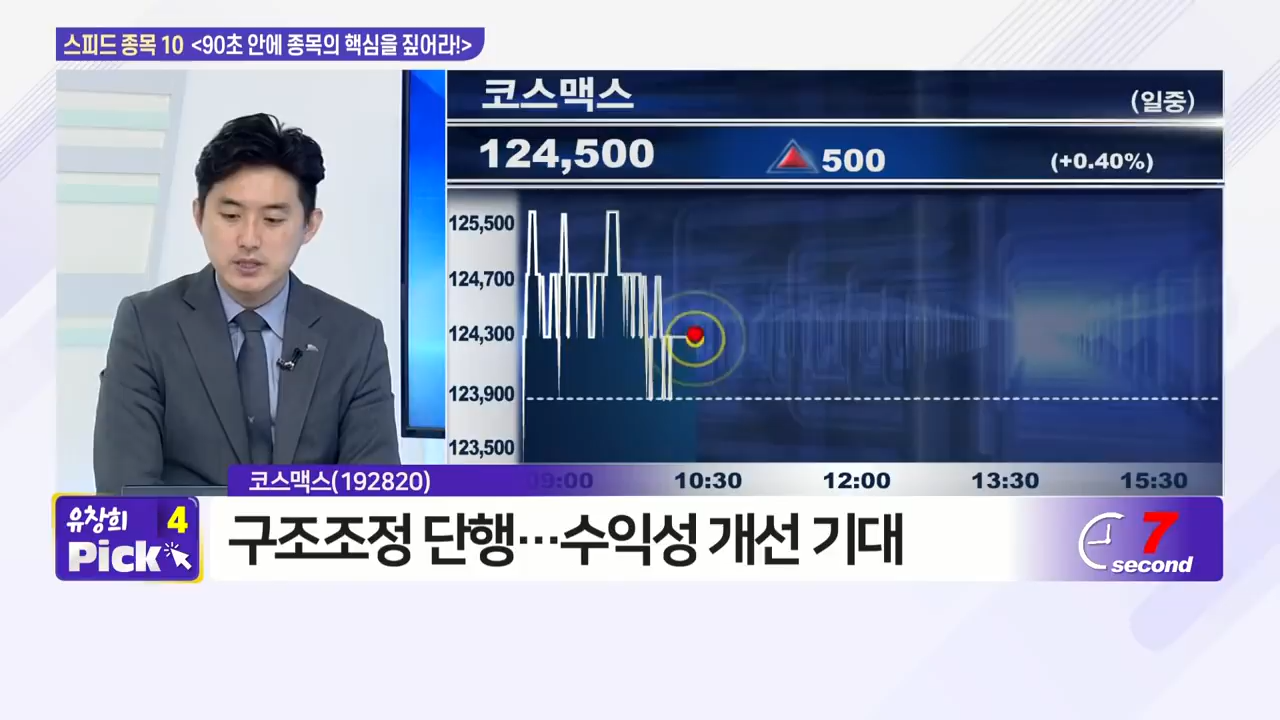 스피드 종목 10 <90초 안에 종목의 핵심을 짚어라!>
코스맥스
(일중)
124,500
500
(+0.40%)
125,500
124,700
124,300
123,900
123,500
09:00
10:30
12:00
13:30
15:30
코스맥스(192820)
유창희 4
Pick
구조조정 단행…수익성 개선 기대
7
second